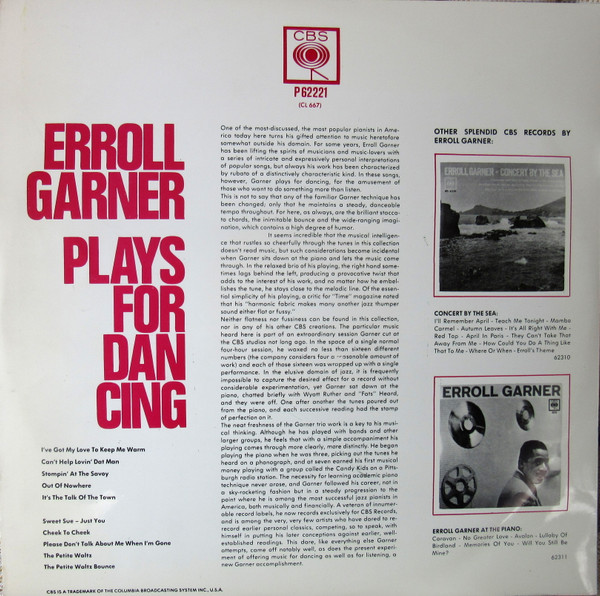 CBS
P 62221
(CL 667)
ERROLL
GARNER
PLAYS
FOR
DAN
CING
I've Got My Love To Keep Me Warm
Can't Help Lovin' Dat Man
Stompin' At The Savoy
Out Of Nowhere
It's The Talk Of The Town
Sweet Sue – Just You
Cheek To Cheek
Please Don't Talk About Me When I'm Gone
The Petite Waltz
The Petite Waltz Bounce
CBS IS A TRADEMARK OF THE COLUMBIA BROADCASTING SYSTEM INC., U.S.A.
One of the most-discussed, the most popular pianists in Ame-
rica today here turns his gifted attention to music heretofore
somewhat outside his domain. For some years, Erroll Garner
has been lifting the spirits of musicians and music-lovers with
a series of intricate and expressively personal interpretations
of popular songs, but always his work has been characterized
by rubato of a distinctively characteristic kind. In these songs,
however, Garner plays for dancing, for the amusement of
those who want to do something more than listen.
This is not to say that any of the familiar Garner technique has
been changed; only that he maintains a steady, danceable
tempo throughout. For here, as always, are the brilliant stacca-
to chords, the inimitable bounce and the wide-ranging imagi-
nation, which contains a high degree of humor.
It seems incredible that the musical intelligen-
ce that rustles so cheerfully through the tunes in this collection
doesn't read music, but such considerations become incidental
when Garner sits down at the piano and lets the music come
through. In the relaxed brio of his playing, the right hand some-
times lags behind the left, producing a provocative twist that
adds to the interest of his work, and no matter how he embel-
lishes the tune, he stays close to the melodic line. Of the essen-
tial simplicity of his playing, a critic for "Time" magazine noted
that his "harmonic fabric makes many another jazz thumper
sound either flat or fussy."
Neither flatness nor fussiness can be found in this collection,
nor in any of his other CBS creations. The particular music
heard here is part of an extraordinary session Garner cut at
the CBS studios not long ago. In the space of a single normal
four-hour session, he waxed no less than sixteen different
numbers (the company considers four a reasonable amount of
work) and each of those sixteen was wrapped up with a single
performance. In the elusive domain of jazz, it is frequently
impossible to capture the desired effect for a record without
considerable experimentation, yet Garner sat down at the
piano, chatted briefly with Wyatt Ruther and "Fats" Heard,
and they were off. One after another the tunes poured out
from the piano, and each successive reading had the stamp
of perfection on it.
The neat freshness of the Garner trio work is a key to his musi-
cal thinking. Although he has played with bands and other
larger groups, he feels that with a simple accompaniment his
playing comes through more clearly, more distinctly. He began
playing the piano when he was three, picking out the tunes he
heard on a phonograph, and at seven earned his first musical
money playing with a group called the Candy Kids on a Pitts-
burgh radio station. The necessity for learning academic piano
technique never arose, and Garner followed his career, not in
a sky-rocketing fashion but in a steady progression to the
point where he is among the most successful jazz pianists in
America, both musically and financially. A veteran of innumer-
able record labels, he now records exclusively for CBS Records,
and is among the very, very few artists who have dared to re-
record earlier personal classics, competing, so to speak, with
himself in putting his later conceptions against earlier, well-
established readings. This dare, like everything else Garner
attempts, came off notably well, as does the present experi-
ment of offering music for dancing as well as for listening, a
new Garner accomplishment.
OTHER SPLENDID CBS RECORDS BY
ERROLL GARNER:
ERROLL GARNER - CONCERT BY THE SEA
CONCERT BY THE SEA:
I'll Remember April - Teach Me Tonight - Mambo
Carmel - Autumn Leaves - It's All Right With Me -
Red Top - April In Paris - They Can't Take That
Away From Me - How Could You Do A Thing Like
That To Me - Where Or When - Erroll's Theme
62310
ERROLL GARNER
CBS
ERROLL GARNER AT THE PIANO:
Caravan - No Greater Love - Avalon - Lullaby Of
Birdland - Memories Of You - Will You Still Be
Mine?
62311